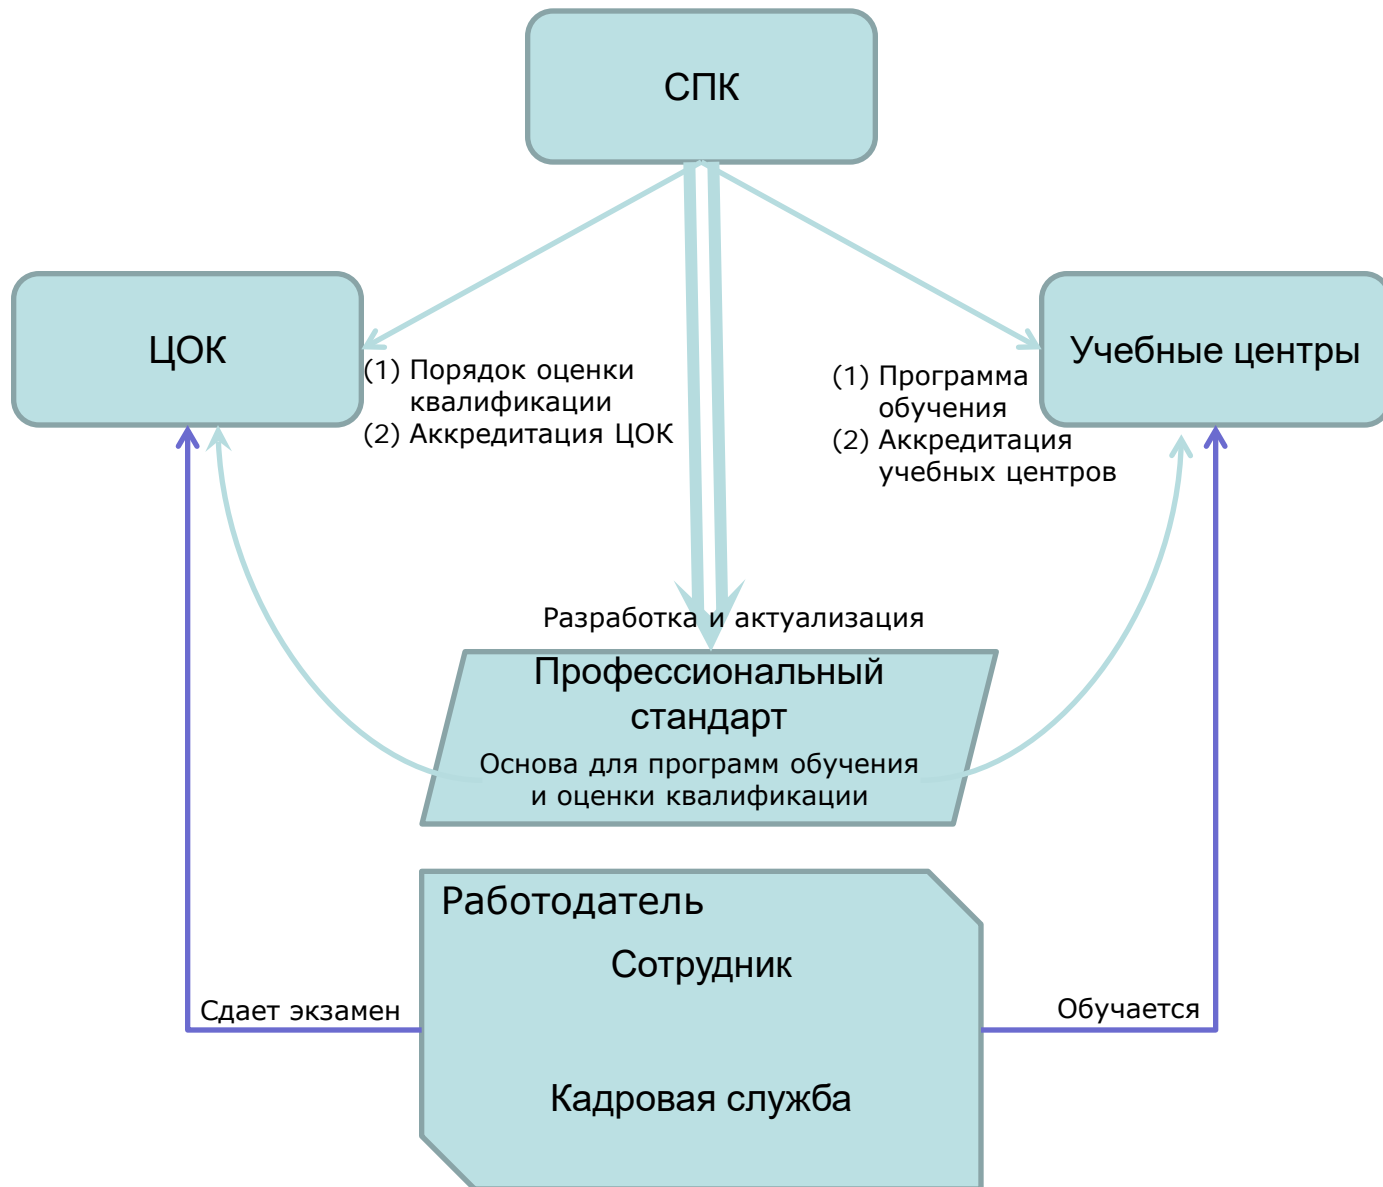 СПК
ЦОК
Учебные центры
(1) Порядок оценки
квалификации
(2) Аккредитация ЦОК
(1) Программа
обучения
(2) Аккредитация
учебных центров
Разработка и актуализация
Профессиональный
стандарт
Основа для программ обучения
и оценки квалификации
Работодатель
Сотрудник
Сдает экзамен
Обучается
Кадровая служба